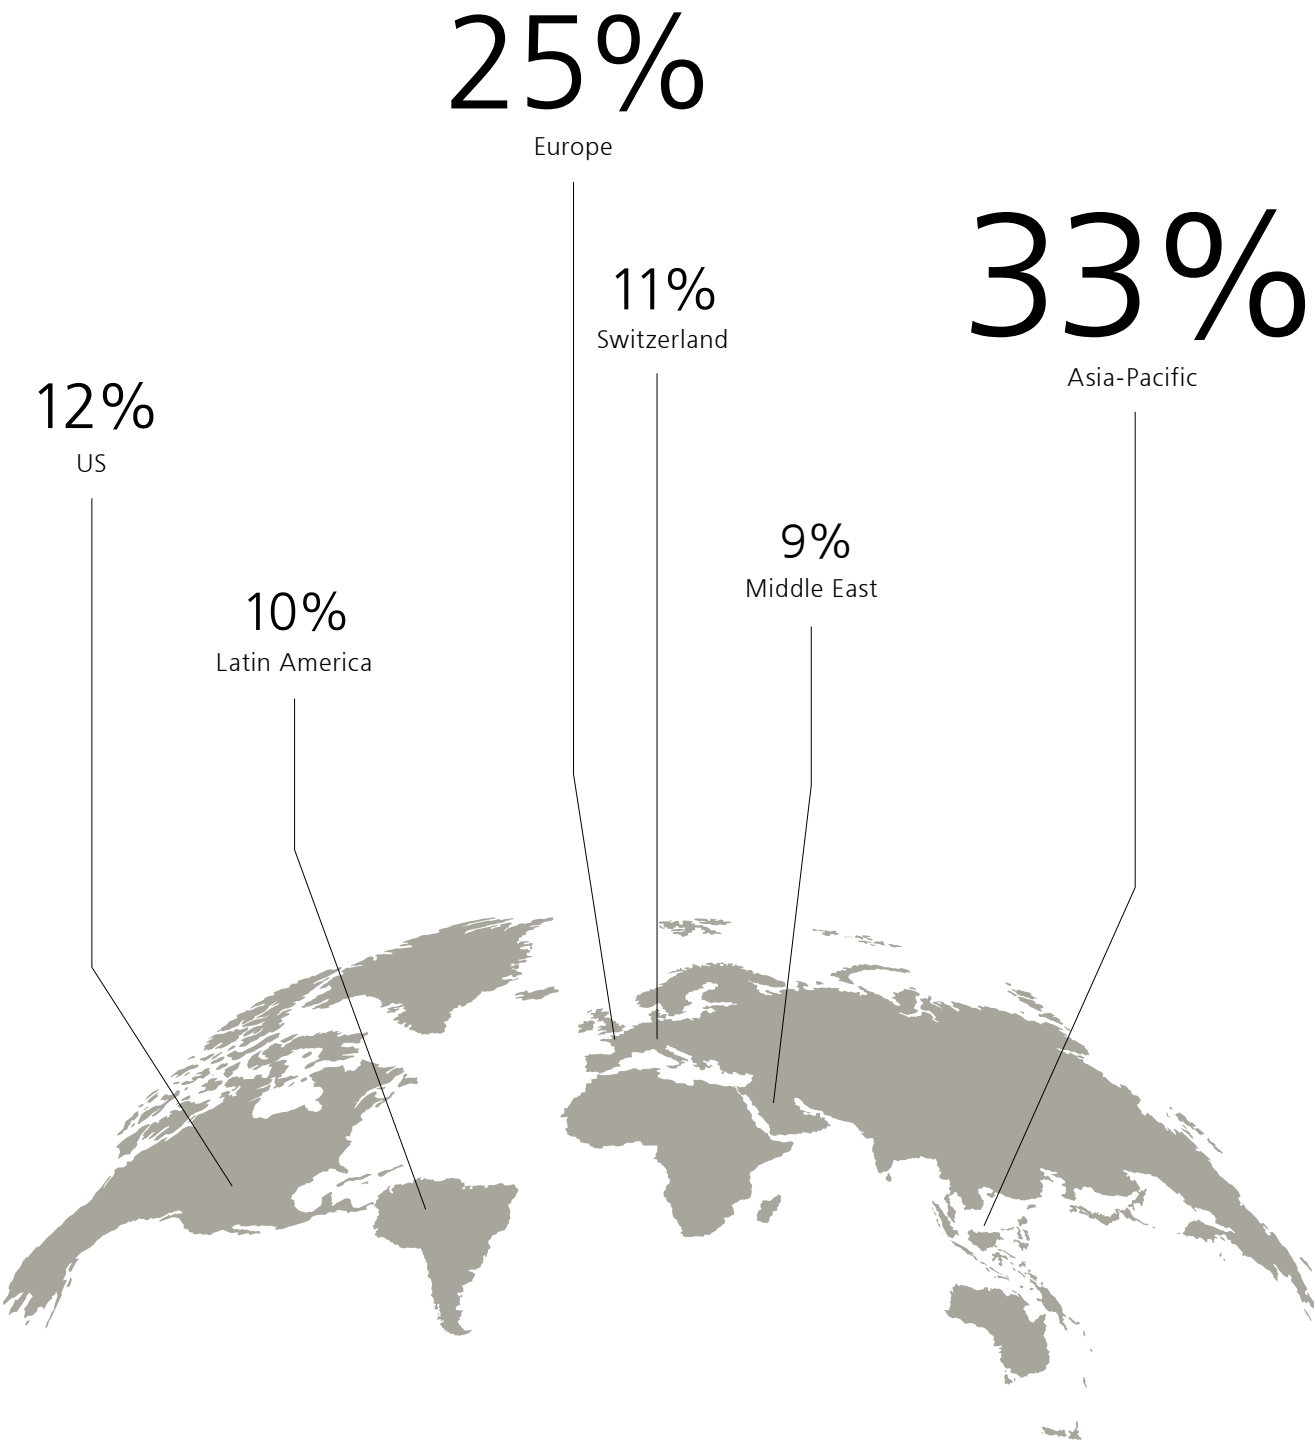 25%
Europe
33%
Asia-Pacific
11%
Switzerland
12%
US
9%
Middle East
10%
Latin America